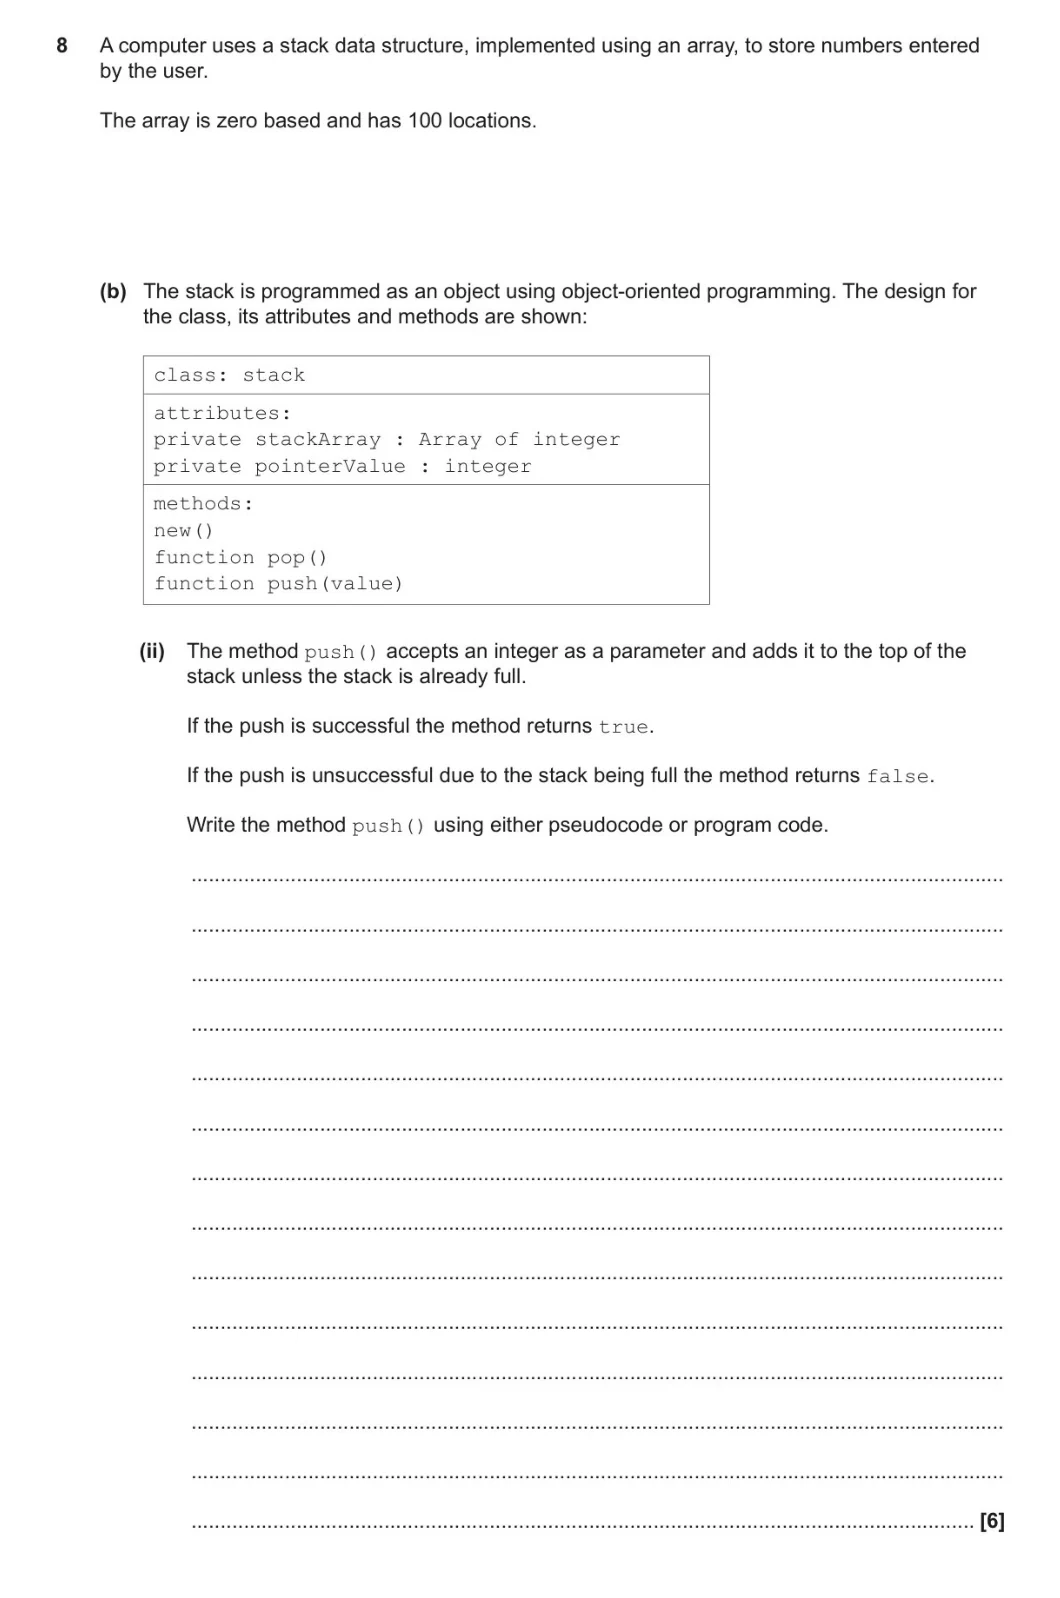 8 A computer uses a stack data structure, implemented using an array, to store numbers entered
by the user.
The array is zero based and has 100 locations.
(b) The stack is programmed as an object using object-oriented programming. The design for
the class, its attributes and methods are shown:
class: stack
attributes:
private stackArray : Array of integer
private pointerValue : integer
methods:
new()
function pop()
function push(value)
(ii) The method push() accepts an integer as a parameter and adds it to the top of the
stack unless the stack is already full.
If the push is successful the method returns true.
If the push is unsuccessful due to the stack being full the method returns false.
Write the method push() using either pseudocode or program code.
[6]